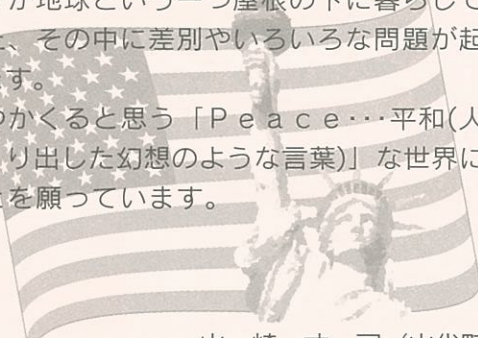 が地球という一つ屋根の下に暮らして
、その中に差別やいろいろな問題が起
す。
つかくると思う「Ｐｅａｃｅ･･･平和(人
り出した幻想のような言葉)」な世界に
とを願っています。